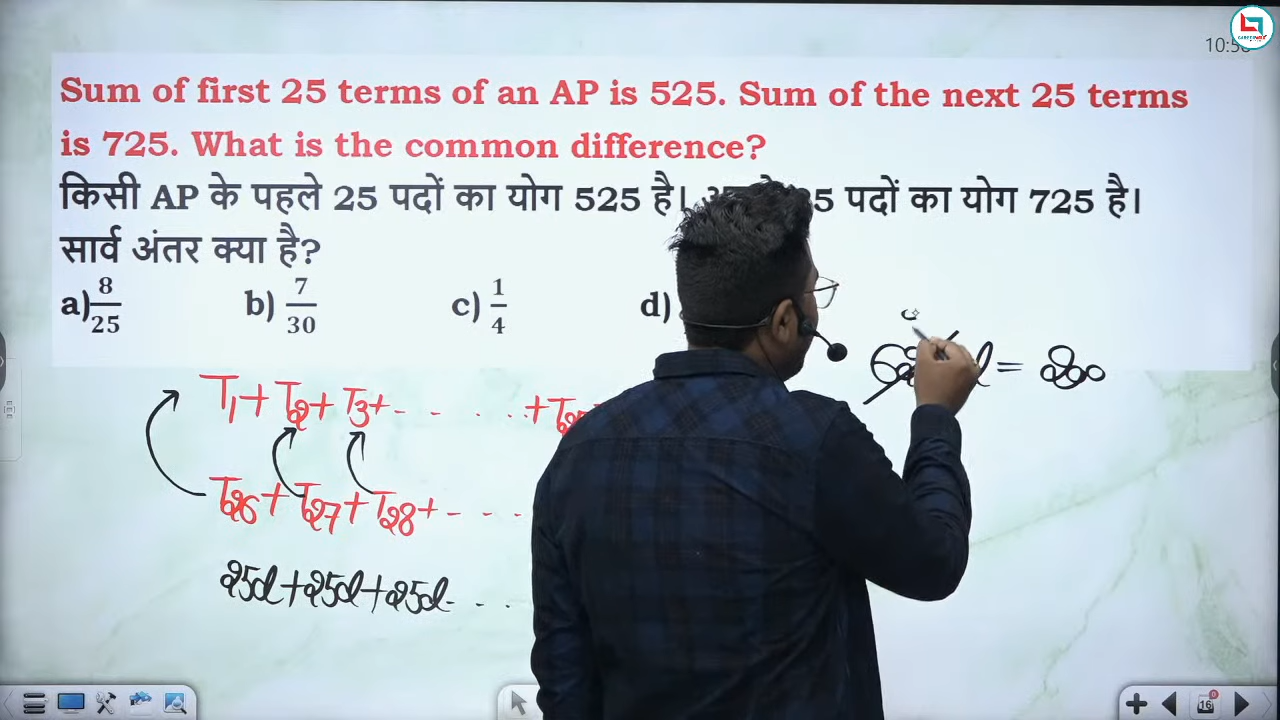 10:5
Sum of first 25 terms of an AP is 525. Sum of the next 25 terms
is 725. What is the common difference?
किसी AP के पहले 25 पदों का योग 525 है। पदों का योग 725 है।
सार्व अंतर क्या है?
a) 8/25 b) 7/30 c) 1/4 d)
= 200
T1 + T2 + T3 + - - . . . . + T25
T26 + T27 + T28 + - - - -
25d + 25d + 25d - - - -
16